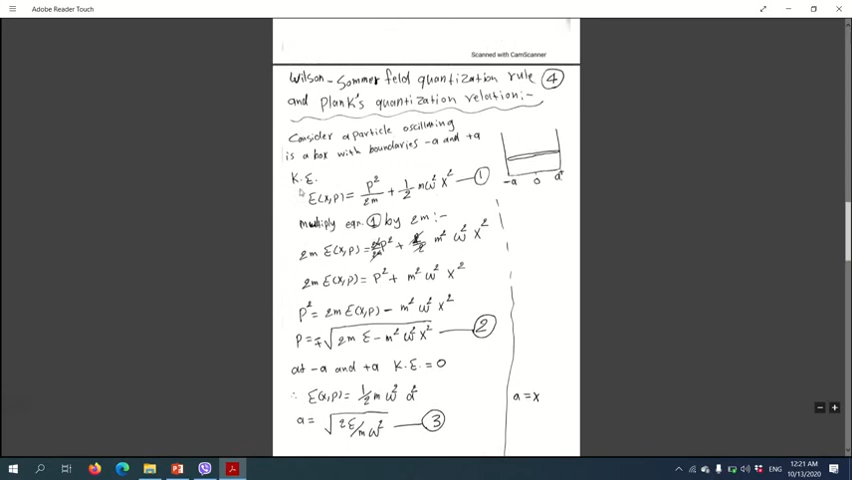 Adobe Reader Touch
Scanned with CamScanner
Wilson-Sommerfeld quantization rule ④
and Plank's quantization relation:-
Consider a particle oscillating
is a box with boundaries -a and +a
-a 0 a⁺
K.E.
E(x,p) = P²/2m + 1/2 mω² X² — ①
multiply eqn. ① by 2m:-
2m E(x,p) = 2m/2m P² + 2/2 m² ω² X²
2m E(x,p) = P² + m² ω² X²
P² = 2m E(x,p) - m² ω² X²
P = ∓√(2m E - m² ω² X²) — ②
at -a and +a K.E. = 0
∴ E(x,p) = 1/2 m ω² a²
a = x
a = √(2E/mω²) — ③
ENG
12:21 AM
10/13/2020